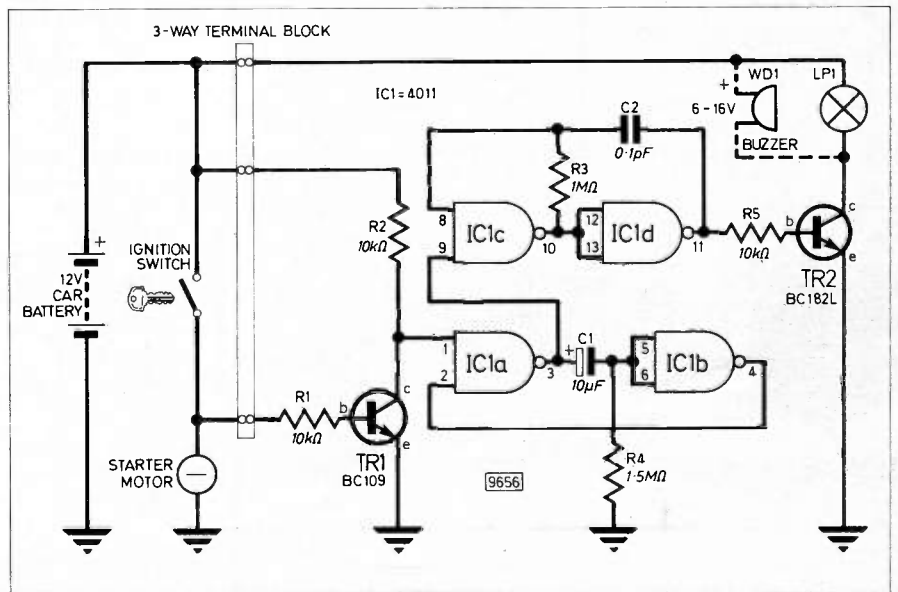 3-WAY TERMINAL BLOCK
IC1 = 4011
C2
0·1pF
R3
1MΩ
WD1
+
6-16V
BUZZER
LP1
R2
10kΩ
8
9
IC1c
10
12
13
IC1d
11
R5
10kΩ
b
c
e
TR2
BC182L
+
12V
CAR
BATTERY
IGNITION
SWITCH
1
2
IC1a
3
+
C1
10µF
5
6
IC1b
4
R1
10kΩ
b
c
e
TR1
BC109
STARTER
MOTOR
9656
R4
1·5MΩ